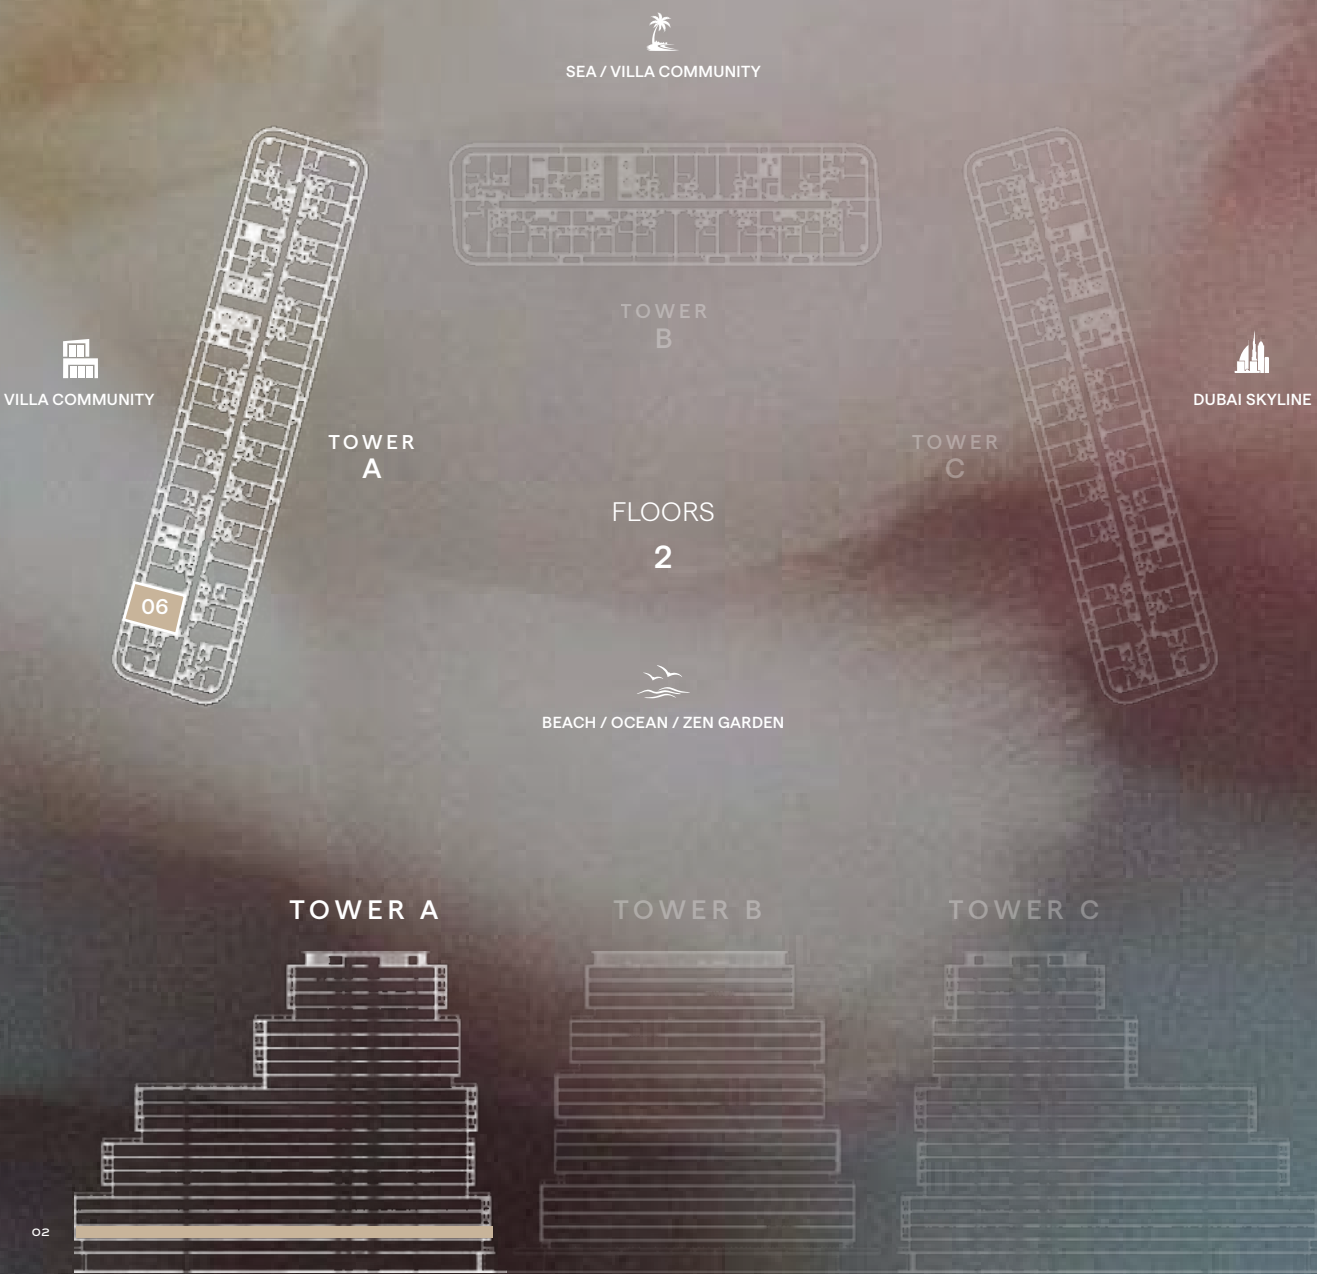 SEA / VILLA COMMUNITY
TOWER
B
VILLA COMMUNITY
DUBAI SKYLINE
TOWER
A
TOWER
C
FLOORS
2
06
BEACH / OCEAN / ZEN GARDEN
TOWER A
TOWER B
TOWER C
02